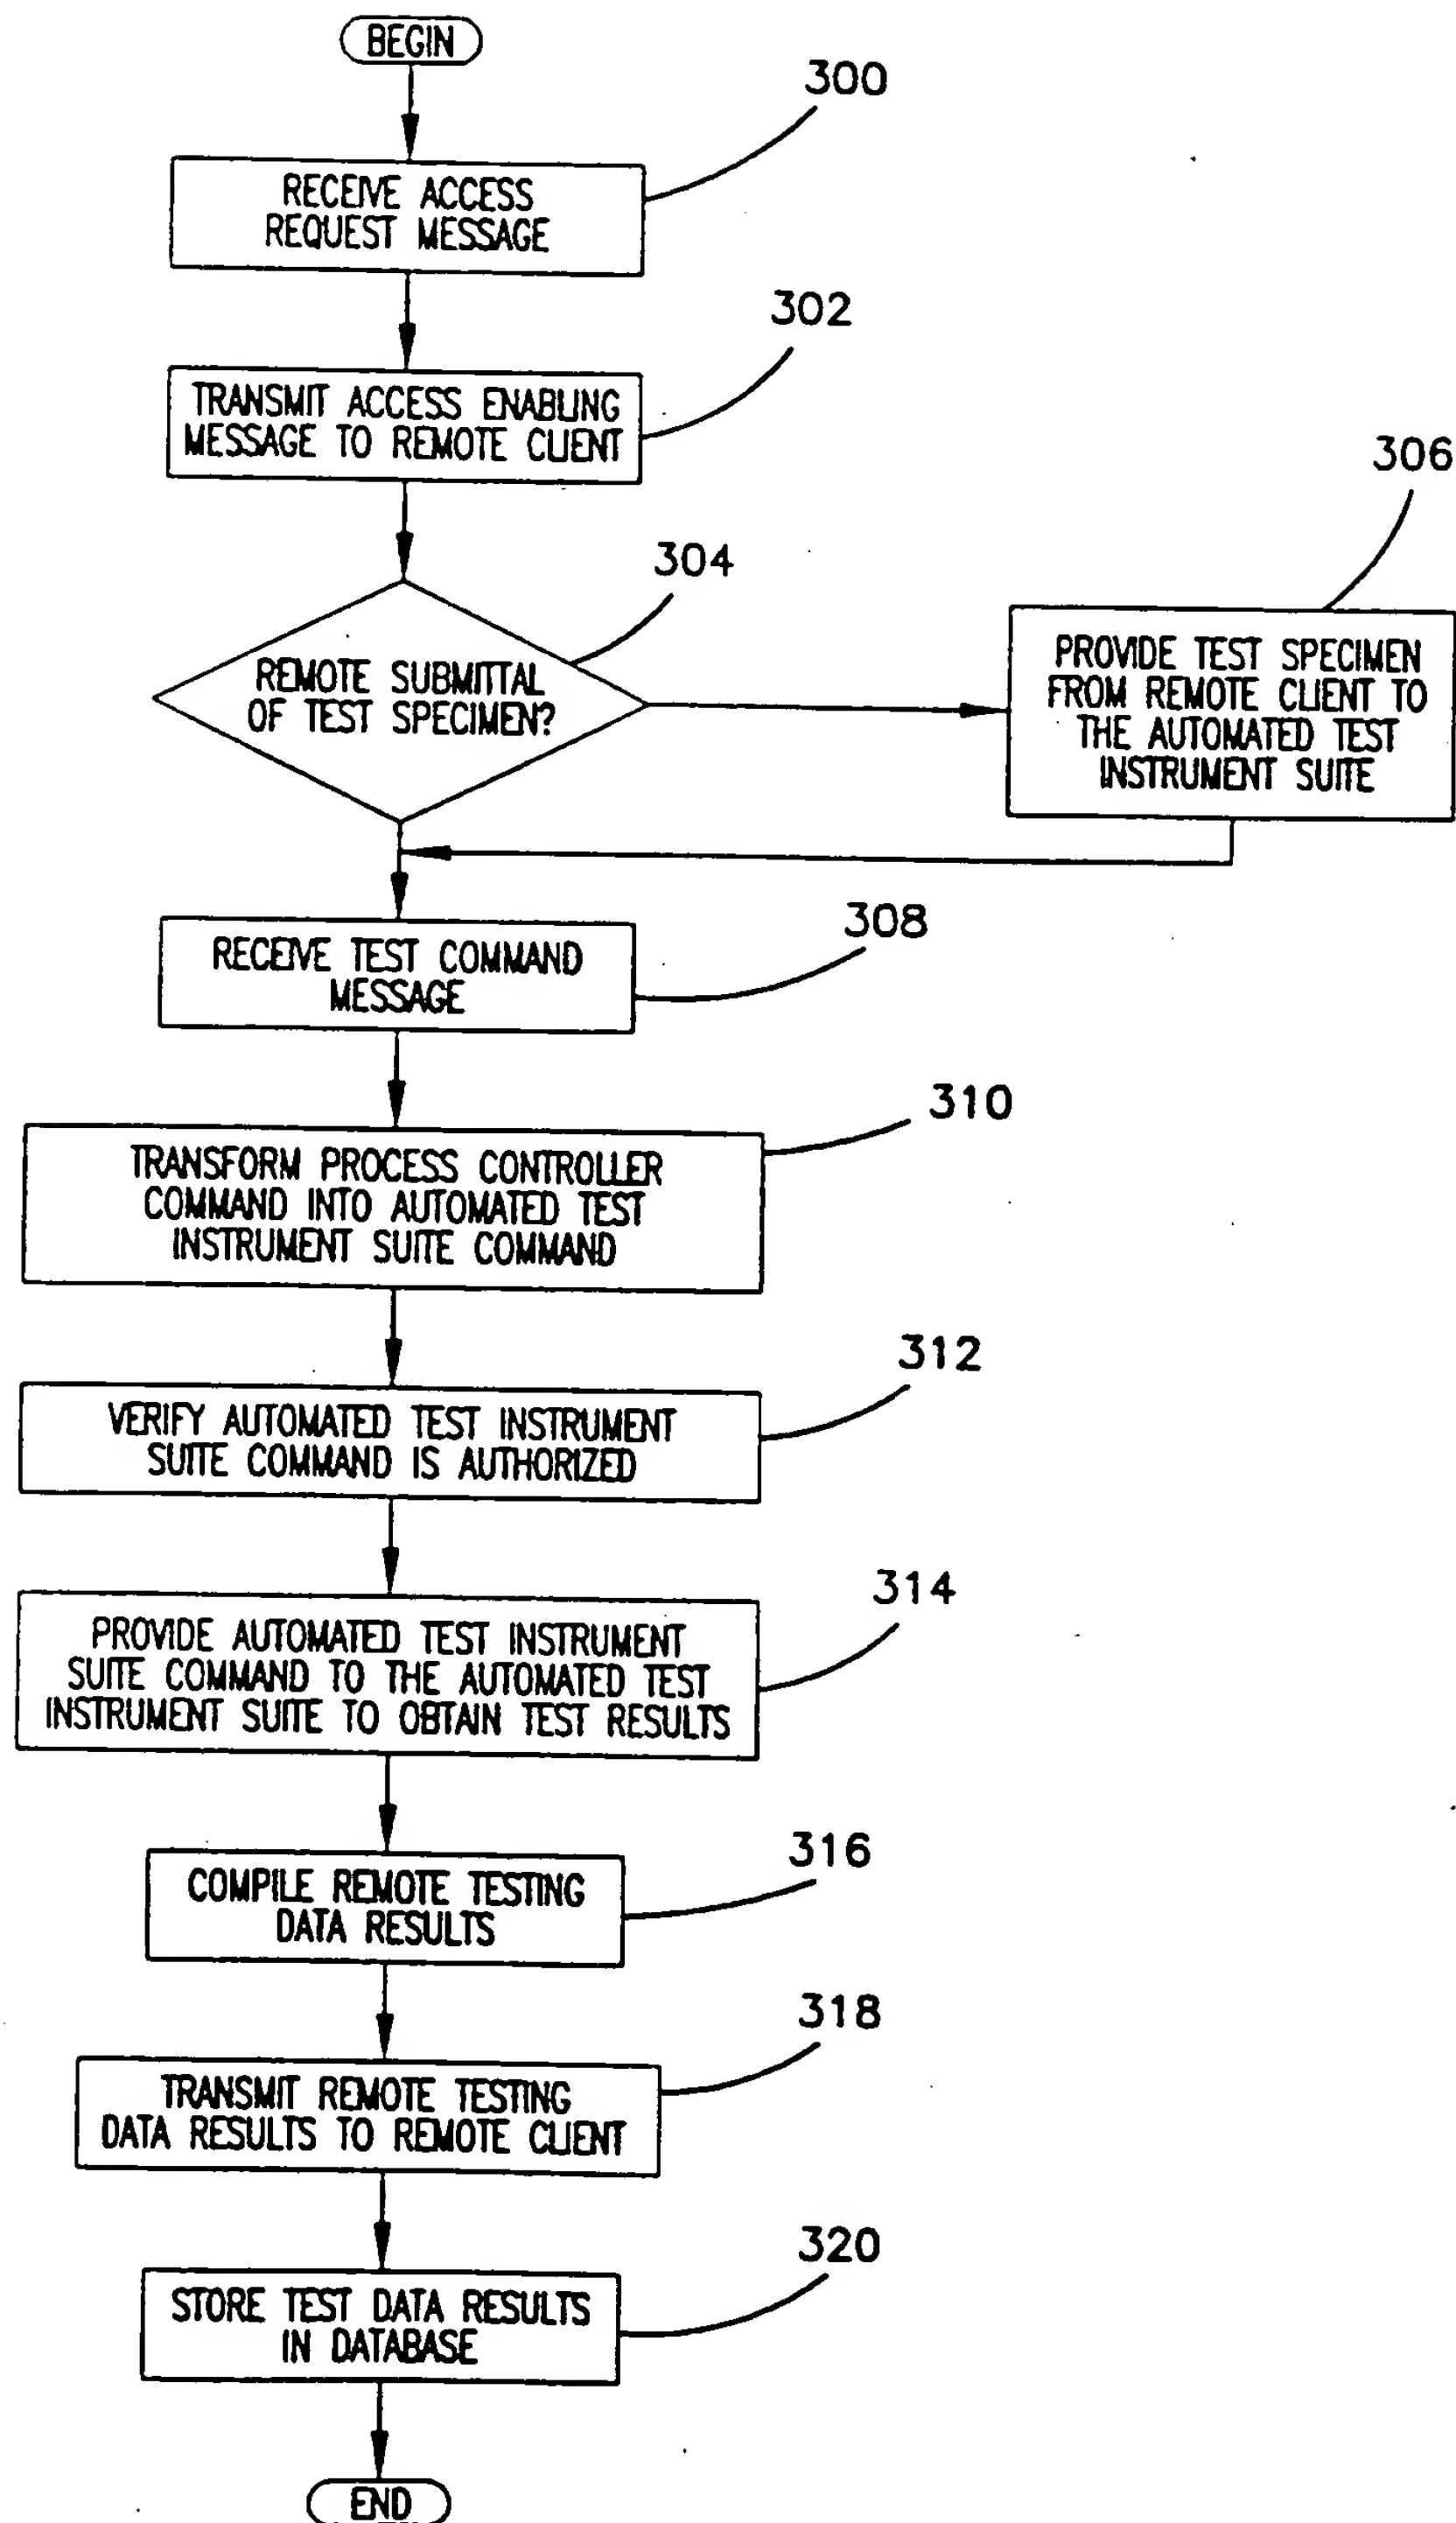 BEGIN
300
RECEIVE ACCESS
REQUEST MESSAGE
302
TRANSMIT ACCESS ENABLING
MESSAGE TO REMOTE CLIENT
304
REMOTE SUBMITTAL
OF TEST SPECIMEN?
306
PROVIDE TEST SPECIMEN
FROM REMOTE CLIENT TO
THE AUTOMATED TEST
INSTRUMENT SUITE
308
RECEIVE TEST COMMAND
MESSAGE
310
TRANSFORM PROCESS CONTROLLER
COMMAND INTO AUTOMATED TEST
INSTRUMENT SUITE COMMAND
312
VERIFY AUTOMATED TEST INSTRUMENT
SUITE COMMAND IS AUTHORIZED
314
PROVIDE AUTOMATED TEST INSTRUMENT
SUITE COMMAND TO THE AUTOMATED TEST
INSTRUMENT SUITE TO OBTAIN TEST RESULTS
316
COMPILE REMOTE TESTING
DATA RESULTS
318
TRANSMIT REMOTE TESTING
DATA RESULTS TO REMOTE CLIENT
320
STORE TEST DATA RESULTS
IN DATABASE
END